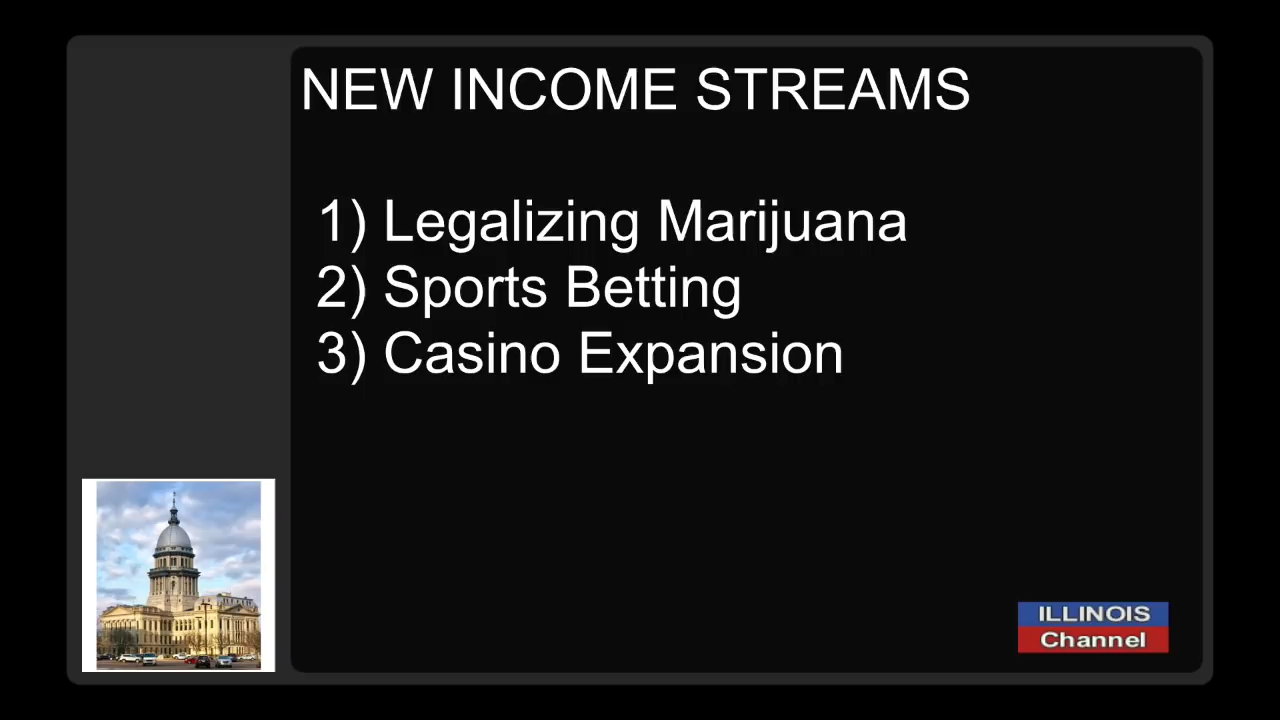 NEW INCOME STREAMS
1) Legalizing Marijuana
2) Sports Betting
3) Casino Expansion
ILLINOIS
Channel